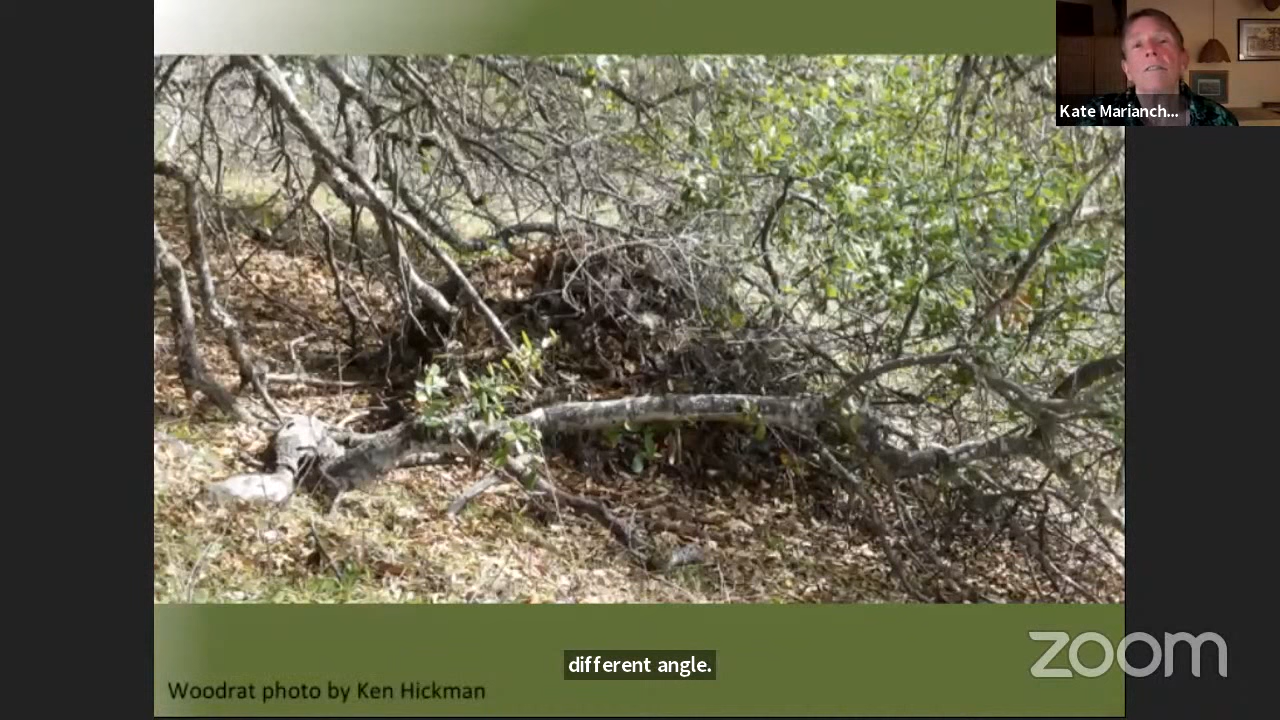 Kate Marianch...
different angle.
zoom
Woodrat photo by Ken Hickman